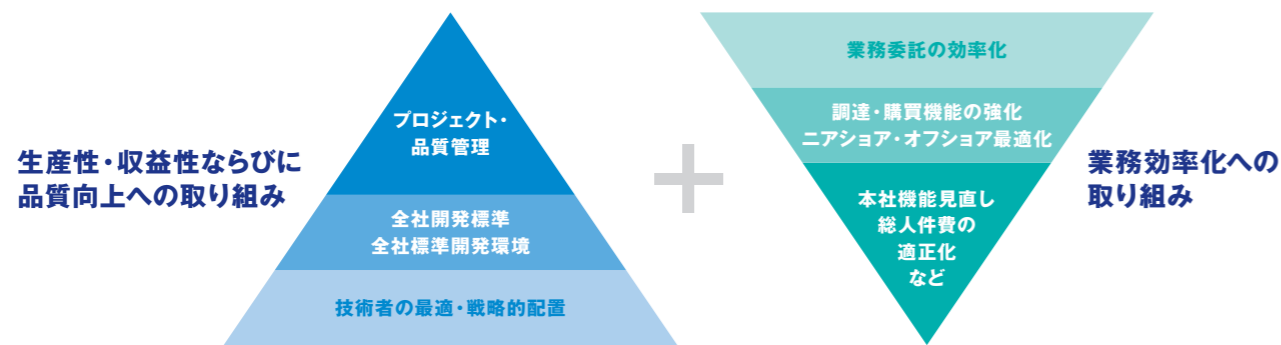 生産性・収益性ならびに
品質向上への取り組み
プロジェクト・
品質管理
全社開発標準
全社標準開発環境
技術者の最適・戦略的配置
+
業務委託の効率化
調達・購買機能の強化
ニアショア・オフショア最適化
本社機能見直し
総人件費の
適正化
など
業務効率化への
取り組み